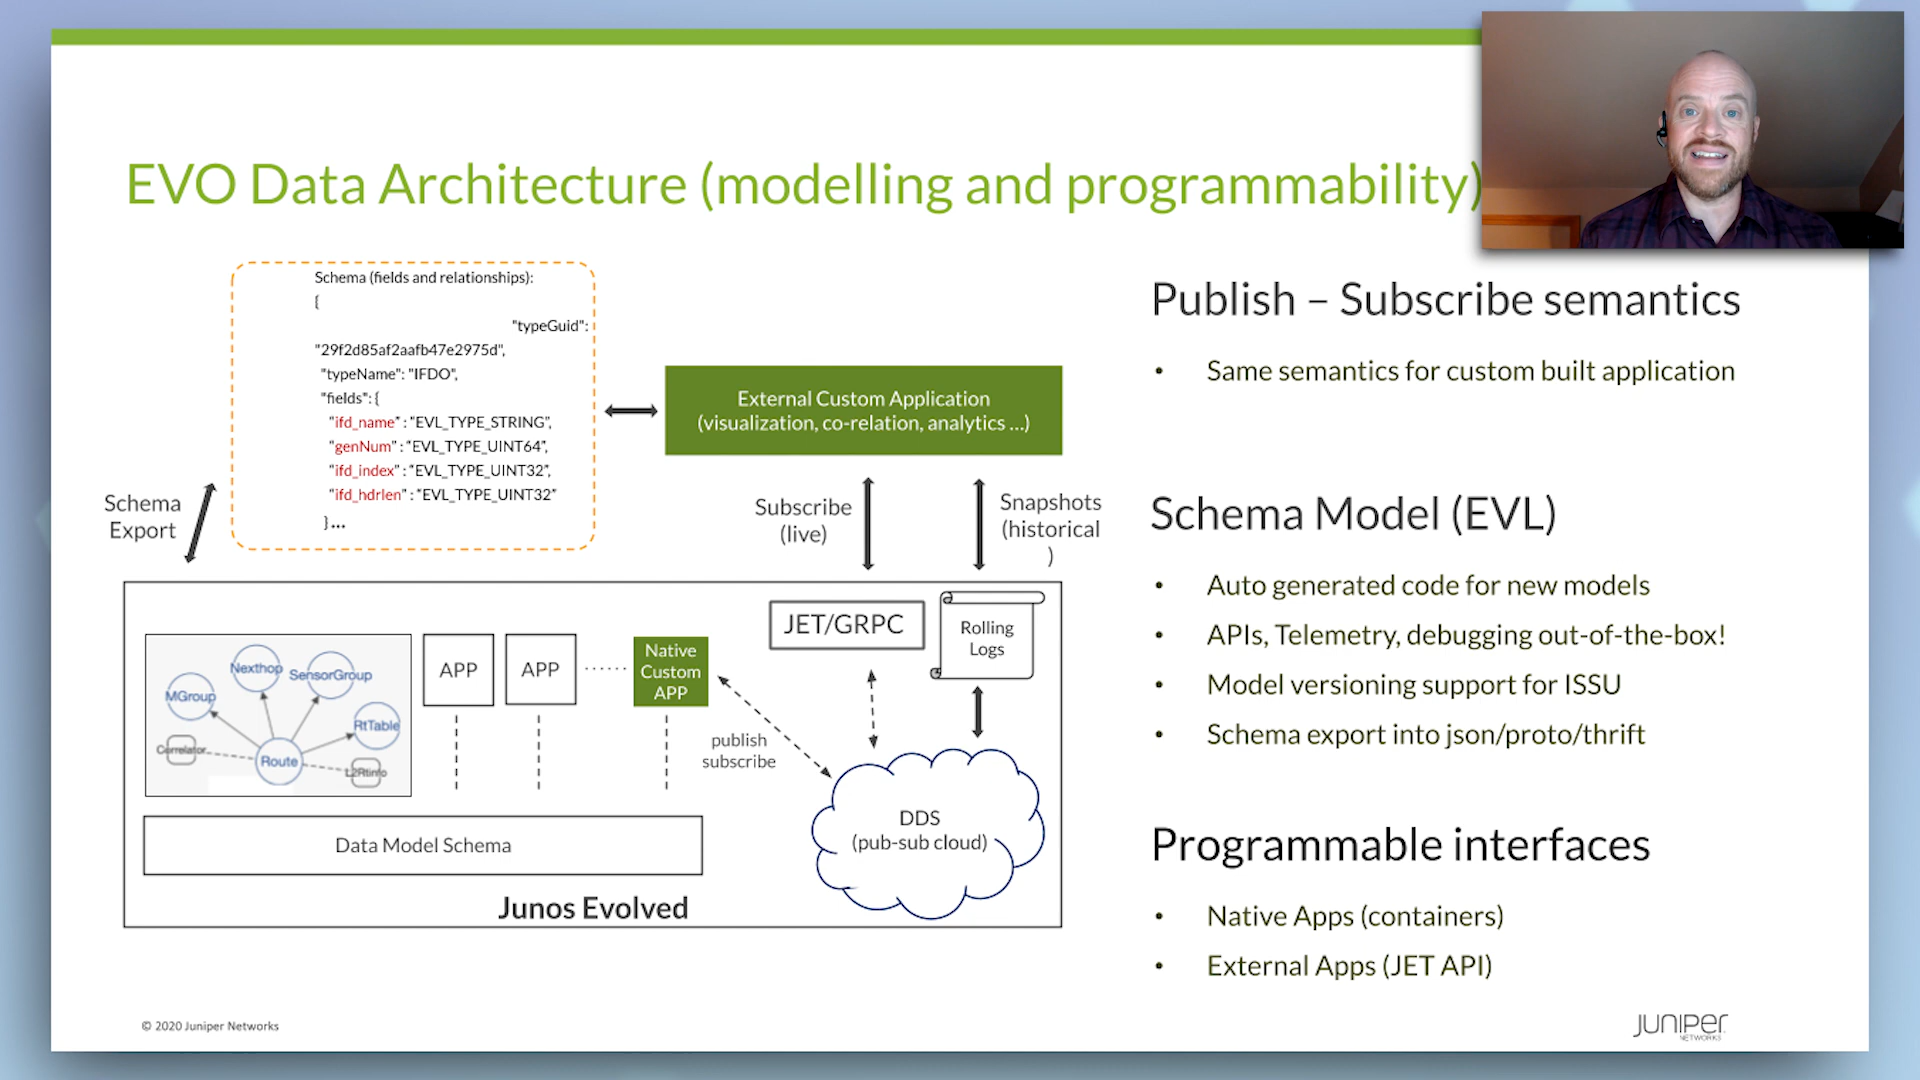 EVO Data Architecture (modelling and programmability)
Schema (fields and relationships):
{
"typeGuid":
"29f2d85af2aafb47e2975d",
"typeName": "IFDO",
"fields": {
"ifd_name" : "EVL_TYPE_STRING",
"genNum" : "EVL_TYPE_UINT64",
"ifd_index" : "EVL_TYPE_UINT32",
"ifd_hdrlen" : "EVL_TYPE_UINT32"
} ...
External Custom Application
(visualization, co-relation, analytics ...)
Schema
Export
Subscribe
(live)
Snapshots
(historical
)
JET/GRPC
Rolling
Logs
Nexthop
SensorGroup
MGroup
RtTable
Correlator
Route
L2RtInfo
APP
APP
Native
Custom
APP
publish
subscribe
DDS
(pub-sub cloud)
Data Model Schema
Junos Evolved
Publish – Subscribe semantics
• Same semantics for custom built application
Schema Model (EVL)
• Auto generated code for new models
• APIs, Telemetry, debugging out-of-the-box!
• Model versioning support for ISSU
• Schema export into json/proto/thrift
Programmable interfaces
• Native Apps (containers)
• External Apps (JET API)
© 2020 Juniper Networks
JUNIPER
NETWORKS